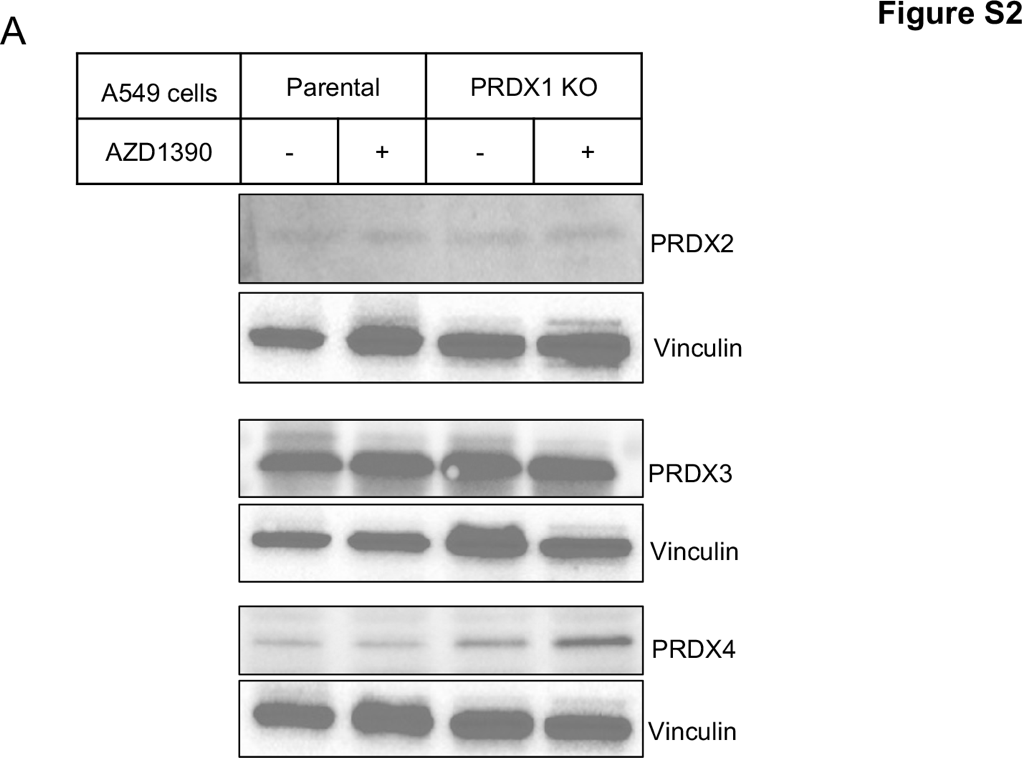 Figure S2
A
A549 cells Parental PRDX1 KO
AZD1390 - + - +
PRDX2
Vinculin
PRDX3
Vinculin
PRDX4
Vinculin